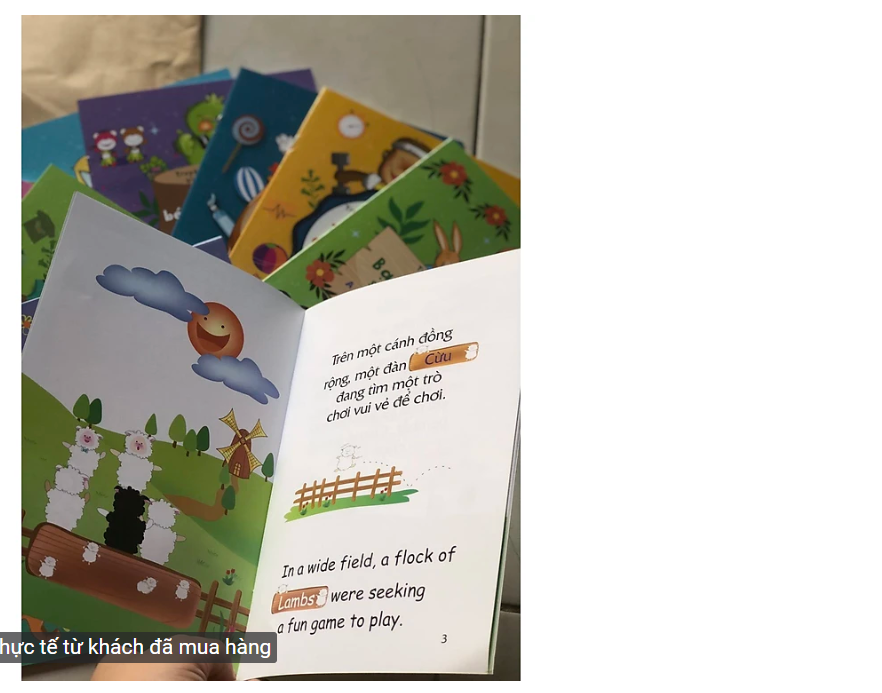 Trên một cánh đồng
rộng, một đàn Cừu
đang tìm một trò
chơi vui vẻ để chơi.
In a wide field, a flock of
Lambs were seeking
a fun game to play.
3
tế từ khách đã mua hàng